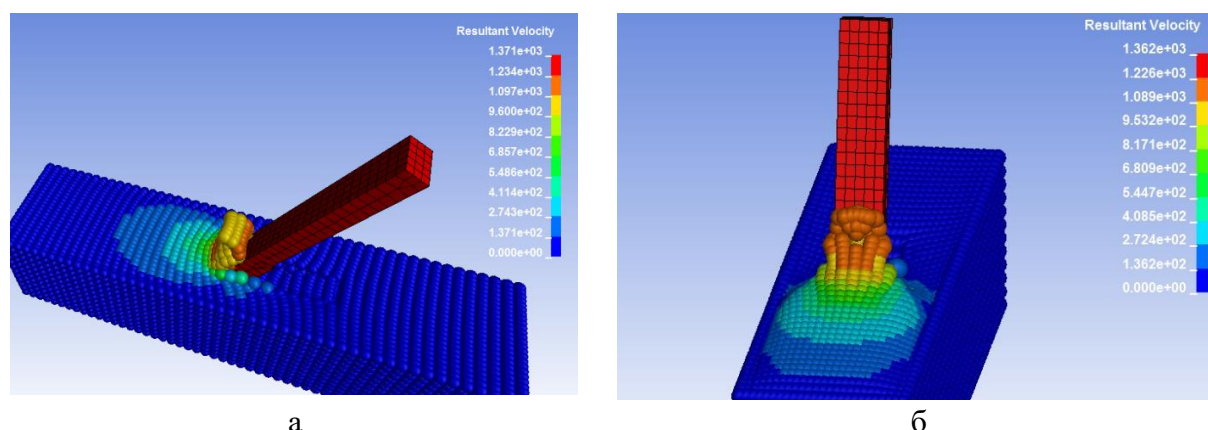 Resultant Velocity
1.371e+03
1.234e+03
1.097e+03
9.600e+02
8.229e+02
6.857e+02
5.486e+02
4.114e+02
2.743e+02
1.371e+02
0.000e+00
Resultant Velocity
1.362e+03
1.226e+03
1.089e+03
9.532e+02
8.171e+02
6.809e+02
5.447e+02
4.085e+02
2.724e+02
1.362e+02
0.000e+00
а
б